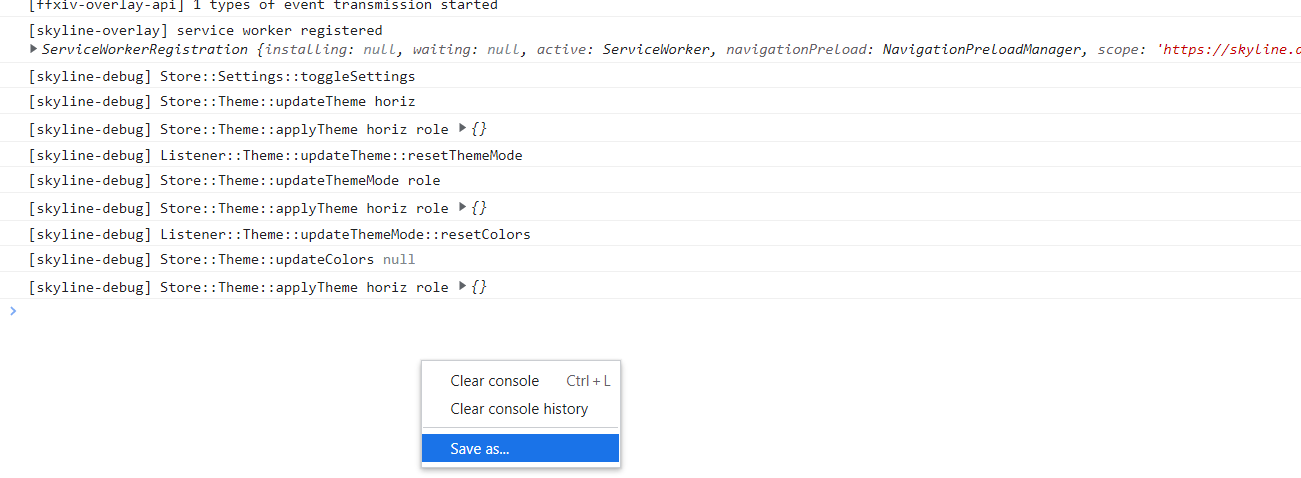 [ffxiv-overlay-api] 1 types of event transmission started
[skyline-overlay] service worker registered
ServiceWorkerRegistration {installing: null, waiting: null, active: ServiceWorker, navigationPreload: NavigationPreloadManager, scope: 'https://skyline.
[skyline-debug] Store::Settings::toggleSettings
[skyline-debug] Store::Theme::updateTheme horiz
[skyline-debug] Store::Theme::applyTheme horiz role {}
[skyline-debug] Listener::Theme::updateTheme::resetThemeMode
[skyline-debug] Store::Theme::updateThemeMode role
[skyline-debug] Store::Theme::applyTheme horiz role {}
[skyline-debug] Listener::Theme::updateThemeMode::resetColors
[skyline-debug] Store::Theme::updateColors null
[skyline-debug] Store::Theme::applyTheme horiz role {}
Clear console Ctrl + L
Clear console history
Save as...